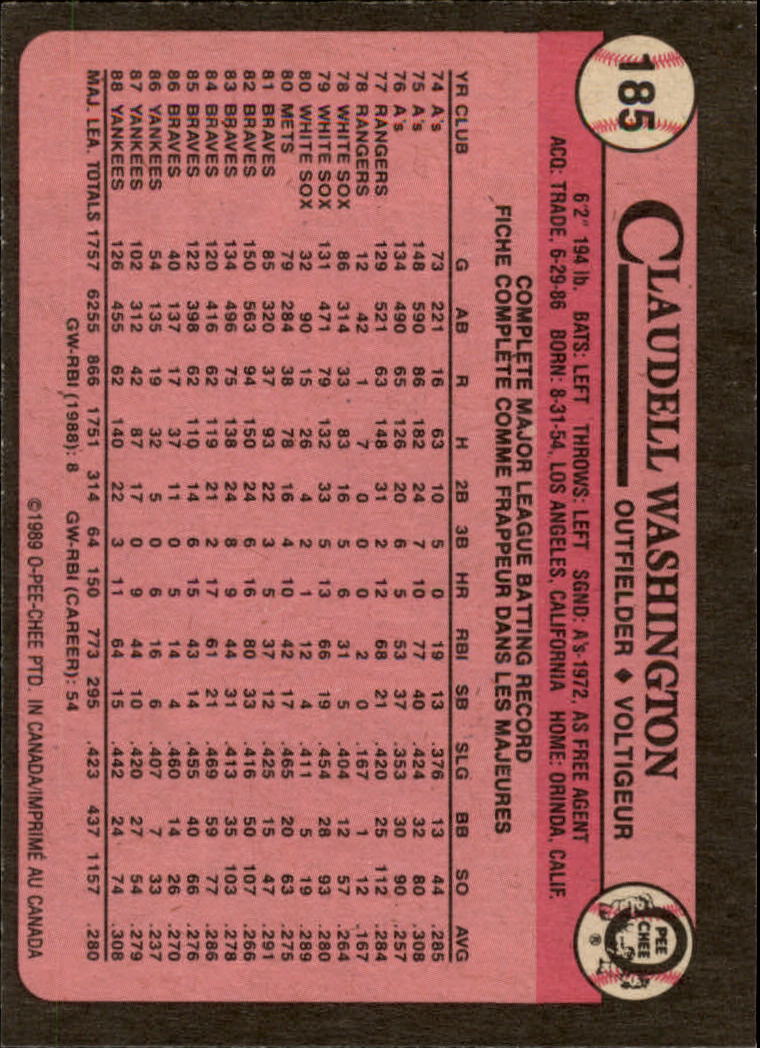 185
CLAUDELL WASHINGTON
OUTFIELDER ♦ VOLTIGEUR
PEE
CHEE
®
6'2" 194 lb. BATS: LEFT THROWS: LEFT SGND: A's-1972, AS FREE AGENT
ACQ: TRADE, 6-29-86 BORN: 8-31-54, LOS ANGELES, CALIFORNIA HOME: ORINDA, CALIF.
COMPLETE MAJOR LEAGUE BATTING RECORD
FICHE COMPLÈTE COMME FRAPPEUR DANS LES MAJEURES
YR CLUB G AB R H 2B 3B HR RBI SB SLG BB SO AVG
74 A's 73 221 16 63 10 5 0 19 13 .376 13 44 .285
75 A's 148 590 86 182 24 7 10 77 40 .424 32 80 .308
76 A's 134 490 65 126 20 6 5 53 37 .353 30 90 .257
77 RANGERS 129 521 63 148 31 2 12 68 21 .420 25 112 .284
78 RANGERS 12 42 1 7 0 0 0 2 0 .167 1 12 .167
78 WHITE SOX 86 314 33 83 16 5 6 31 5 .404 12 57 .264
79 WHITE SOX 131 471 79 132 33 5 13 66 19 .454 28 93 .280
80 WHITE SOX 32 90 15 26 4 2 1 12 4 .411 5 19 .289
80 METS 79 284 38 78 16 4 10 42 17 .465 20 63 .275
81 BRAVES 85 320 37 93 22 3 5 37 12 .425 15 47 .291
82 BRAVES 150 563 94 150 24 6 16 80 33 .416 50 107 .266
83 BRAVES 134 496 75 138 24 8 9 44 31 .413 35 103 .278
84 BRAVES 120 416 62 119 21 2 17 61 21 .469 59 77 .286
85 BRAVES 122 398 62 110 14 6 15 43 14 .455 40 66 .276
86 BRAVES 40 137 17 37 11 0 5 14 4 .460 14 26 .270
86 YANKEES 54 135 19 32 5 0 6 16 6 .407 7 33 .237
87 YANKEES 102 312 42 87 17 0 9 44 10 .420 27 54 .279
88 YANKEES 126 455 62 140 22 3 11 64 15 .442 24 74 .308
MAJ. LEA. TOTALS 1757 6255 866 1751 314 64 150 773 295 .423 437 1157 .280
GW-RBI (1988): 8 GW-RBI (CAREER): 54
©1989 O-PEE-CHEE PTD. IN CANADA/IMPRIMÉ AU CANADA